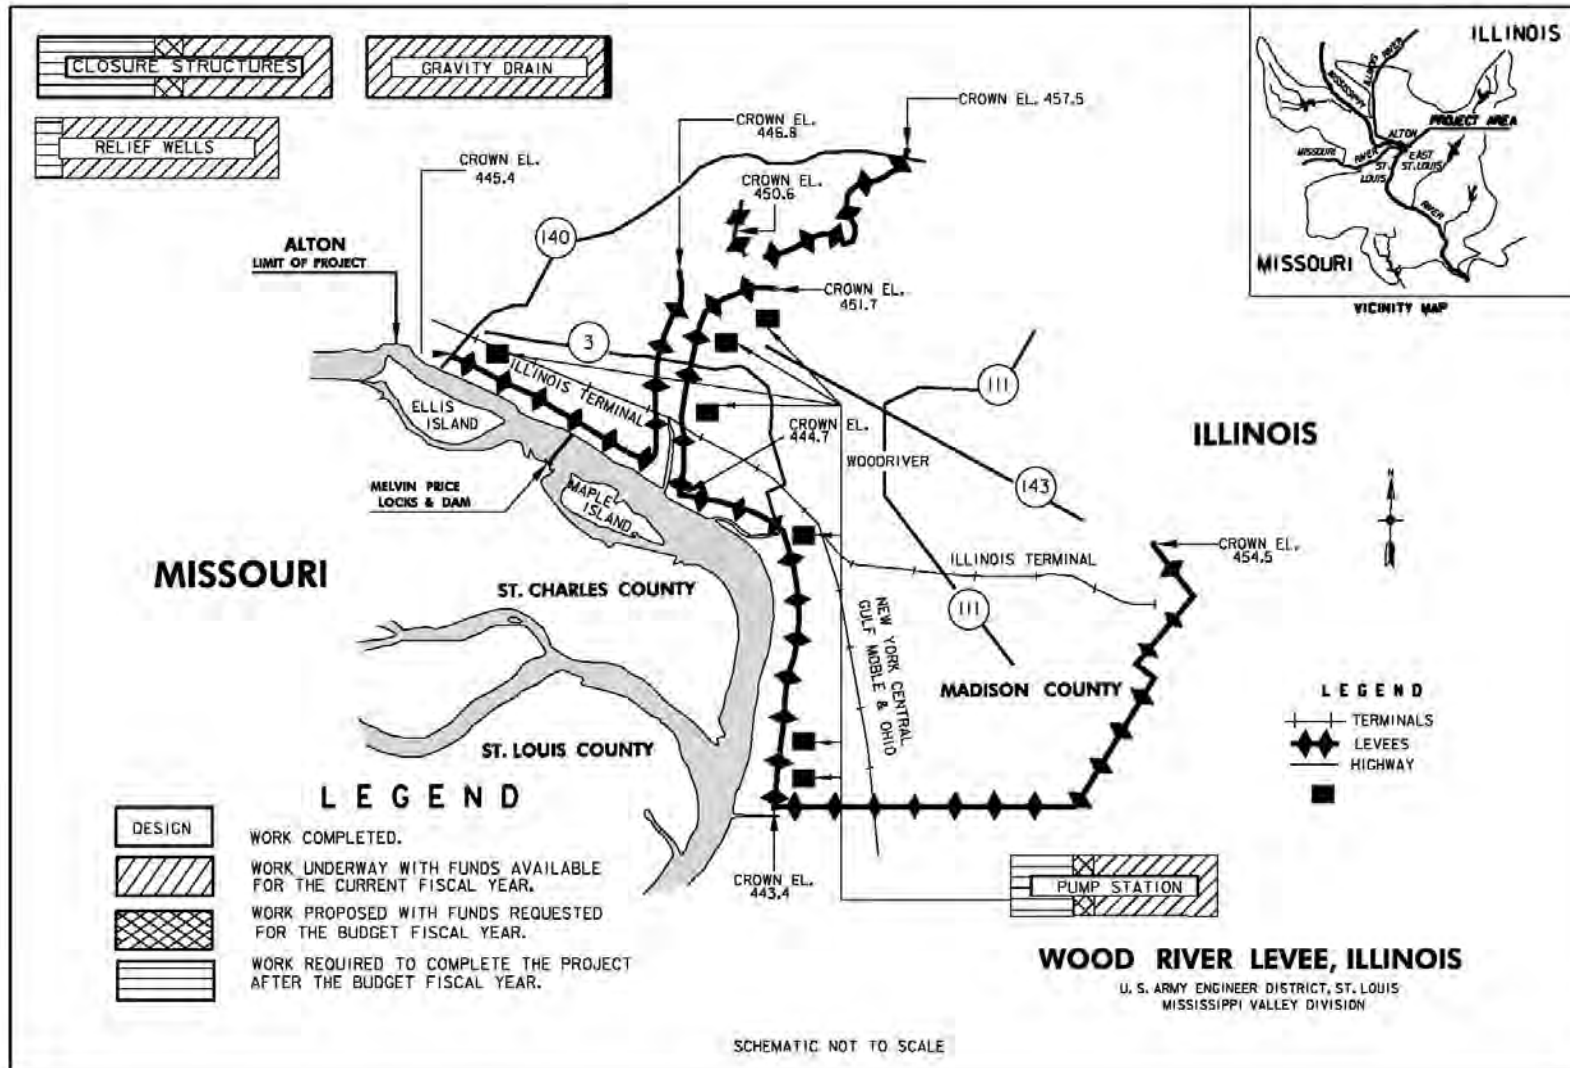 CLOSURE STRUCTURES
GRAVITY DRAIN
RELIEF WELLS
CROWN EL.
445.4
CROWN EL.
446.8
CROWN EL. 457.5
CROWN EL.
450.6
ALTON
LIMIT OF PROJECT
140
CROWN EL.
451.7
3
ILLINOIS TERMINAL
ELLIS
ISLAND
CROWN EL.
444.7
WOODRIVER
111
ILLINOIS
143
MELVIN PRICE
LOCKS & DAM
MAPLE
ISLAND
MISSOURI
ST. CHARLES COUNTY
ILLINOIS TERMINAL
CROWN EL.
454.5
111
NEW YORK CENTRAL
GULF MOBLE & OHIO
MADISON COUNTY
ST. LOUIS COUNTY
CROWN EL.
443.4
N
LEGEND
TERMINALS
LEVEES
HIGHWAY
ILLINOIS
MISSISSIPPI
ILLINOIS RIVER
PROJECT AREA
ALTON
MISSOURI
RIVER
ST.
LOUIS
EAST
ST. LOUIS
RIVER
MISSOURI
VICINITY MAP
LEGEND
DESIGN
WORK COMPLETED.
WORK UNDERWAY WITH FUNDS AVAILABLE
FOR THE CURRENT FISCAL YEAR.
WORK PROPOSED WITH FUNDS REQUESTED
FOR THE BUDGET FISCAL YEAR.
WORK REQUIRED TO COMPLETE THE PROJECT
AFTER THE BUDGET FISCAL YEAR.
PUMP STATION
WOOD RIVER LEVEE, ILLINOIS
U. S. ARMY ENGINEER DISTRICT, ST. LOUIS
MISSISSIPPI VALLEY DIVISION
SCHEMATIC NOT TO SCALE